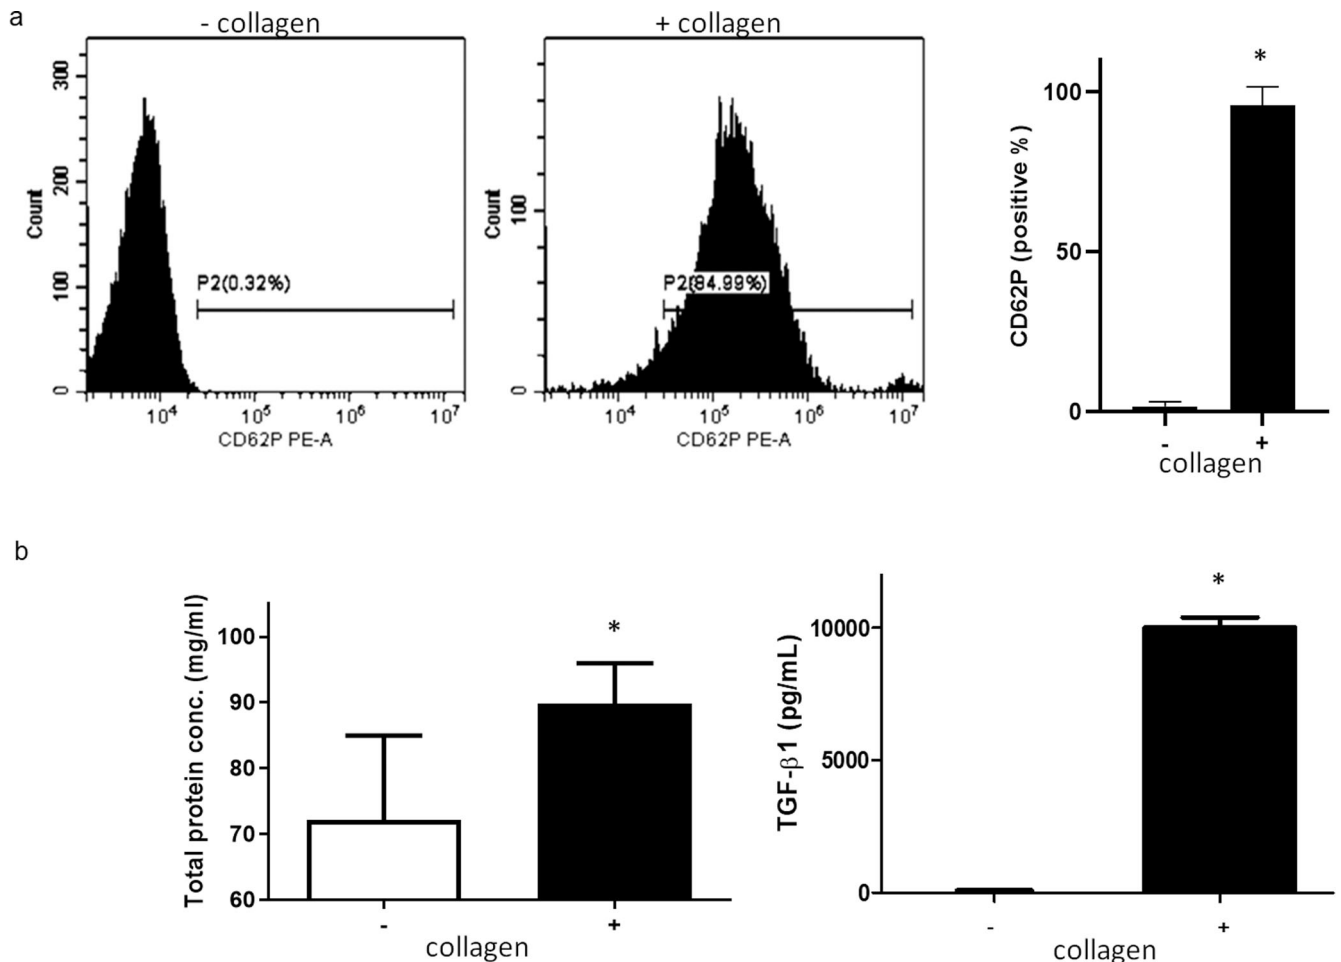 a
- collagen
+ collagen
*
300
200
100
0
Count
P2(0.32%)
10⁴ 10⁵ 10⁶ 10⁷
CD62P PE-A
100
0
Count
P2(84.99%)
10⁴ 10⁵ 10⁶ 10⁷
CD62P PE-A
100
50
0
CD62P (positive %)
- +
collagen
b
*
100
90
80
70
60
Total protein conc. (mg/ml)
- +
collagen
*
10000
5000
0
TGF-β1 (pg/mL)
- +
collagen